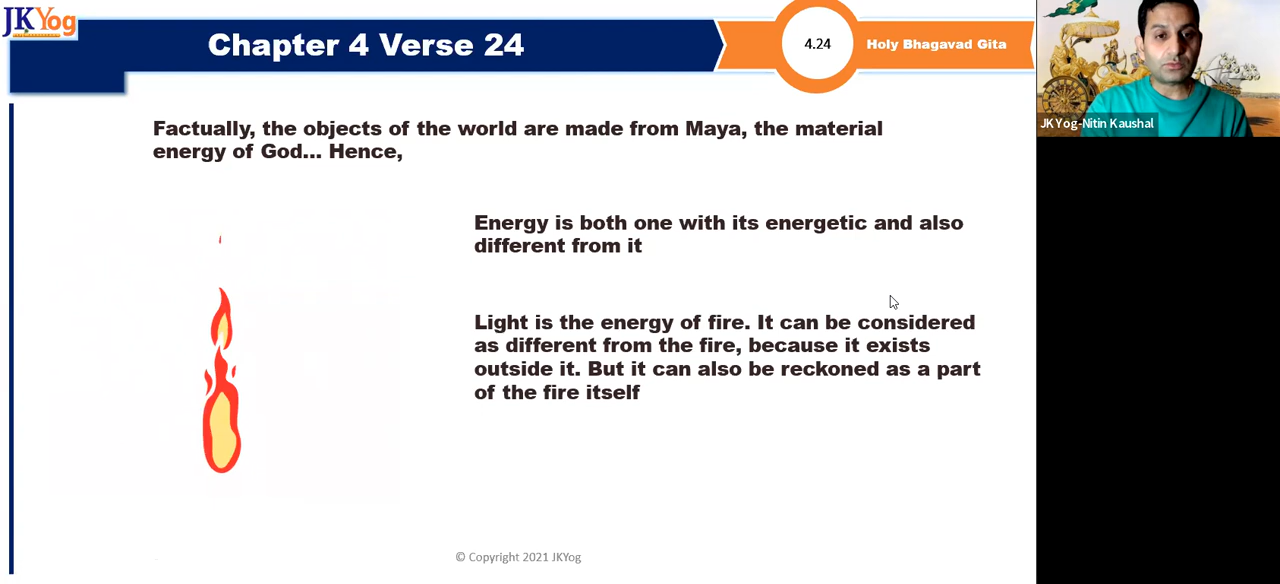 JKYog
Chapter 4 Verse 24
4.24
Holy Bhagavad Gita
JKYog-Nitin Kaushal
Factually, the objects of the world are made from Maya, the material
energy of God... Hence,
Energy is both one with its energetic and also
different from it
Light is the energy of fire. It can be considered
as different from the fire, because it exists
outside it. But it can also be reckoned as a part
of the fire itself
© Copyright 2021 JKYog